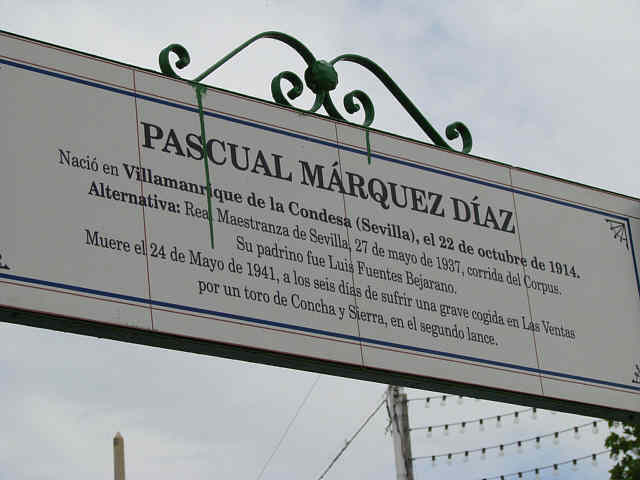 PASCUAL MÁRQUEZ DÍAZ
Nació en Villamanrique de la Condesa (Sevilla), el 22 de octubre de 1914.
Alternativa: Real Maestranza de Sevilla, 27 de mayo de 1937, corrida del Corpus.
Su padrino fue Luis Fuentes Bejarano.
Muere el 24 de Mayo de 1941, a los seis días de sufrir una grave cogida en Las Ventas
por un toro de Concha y Sierra, en el segundo lance.